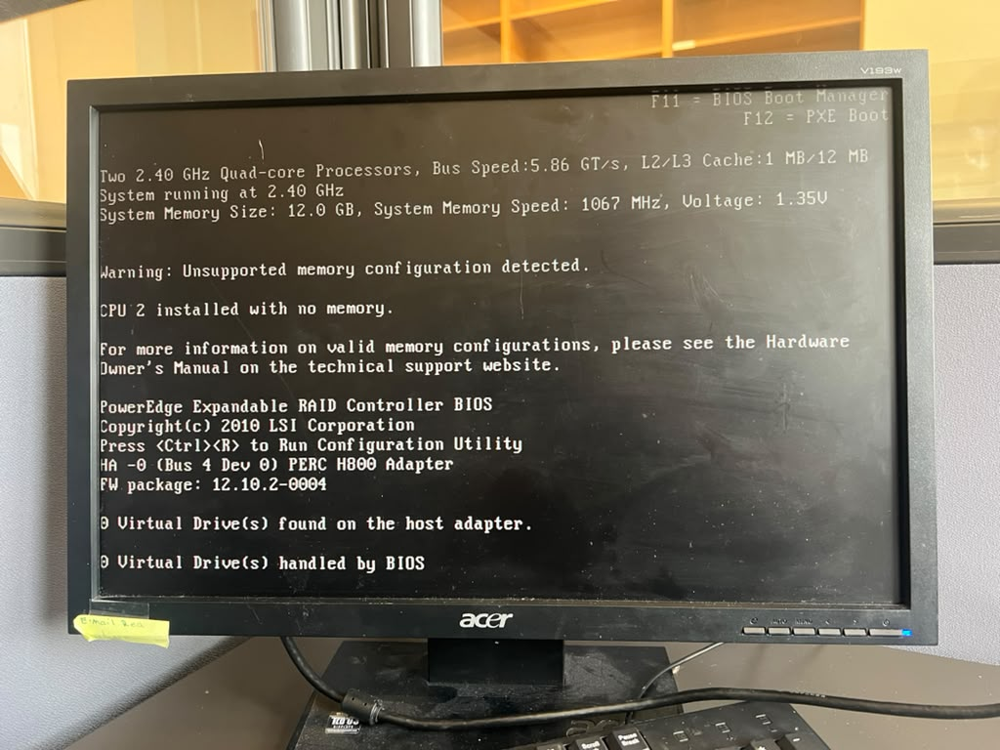 V193W
F11 = BIOS Boot Manager
F12 = PXE Boot
Two 2.40 GHz Quad-core Processors, Bus Speed:5.86 GT/s, L2/L3 Cache:1 MB/12 MB
System running at 2.40 GHz
System Memory Size: 12.0 GB, System Memory Speed: 1067 MHz, Voltage: 1.35V
Warning: Unsupported memory configuration detected.
CPU 2 installed with no memory.
For more information on valid memory configurations, please see the Hardware
Owner's Manual on the technical support website.
PowerEdge Expandable RAID Controller BIOS
Copyright(c) 2010 LSI Corporation
Press <Ctrl><R> to Run Configuration Utility
HA -0 (Bus 4 Dev 0) PERC H800 Adapter
FW package: 12.10.2-0004
0 Virtual Drive(s) found on the host adapter.
0 Virtual Drive(s) handled by BIOS
acer
E-mail
TCO'03
DISPLAYS
Scroll
Pause
Break